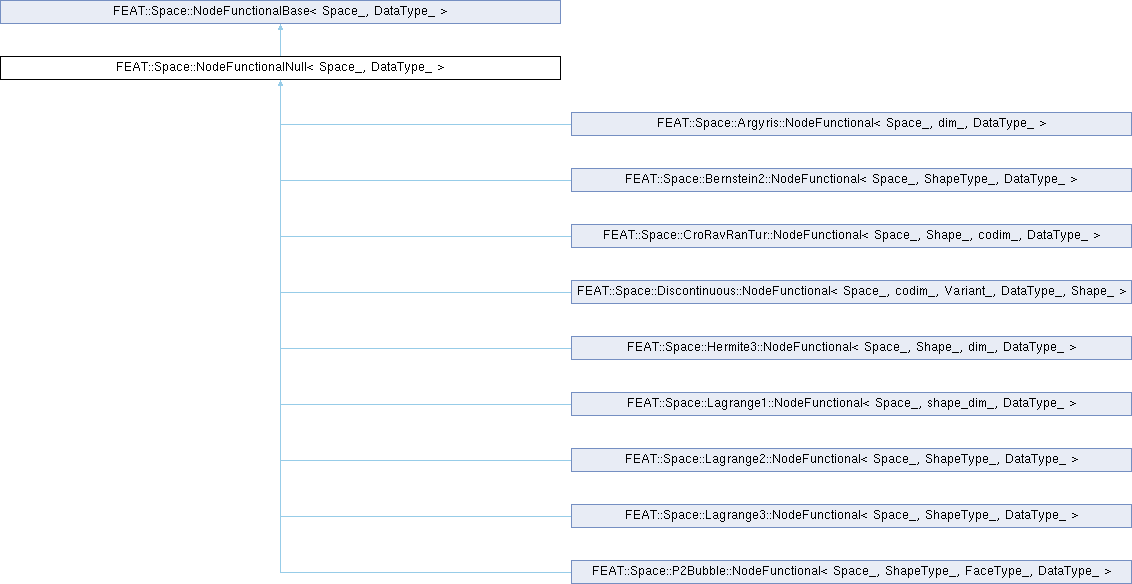 FEAT::Space::NodeFunctionalBase< Space_, DataType_ >
FEAT::Space::NodeFunctionalNull< Space_, DataType_ >
FEAT::Space::Argyris::NodeFunctional< Space_, dim_, DataType_ >
FEAT::Space::Bernstein2::NodeFunctional< Space_, ShapeType_, DataType_ >
FEAT::Space::CroRavRanTur::NodeFunctional< Space_, Shape_, codim_, DataType_ >
FEAT::Space::Discontinuous::NodeFunctional< Space_, codim_, Variant_, DataType_, Shape_ >
FEAT::Space::Hermite3::NodeFunctional< Space_, Shape_, dim_, DataType_ >
FEAT::Space::Lagrange1::NodeFunctional< Space_, shape_dim_, DataType_ >
FEAT::Space::Lagrange2::NodeFunctional< Space_, ShapeType_, DataType_ >
FEAT::Space::Lagrange3::NodeFunctional< Space_, ShapeType_, DataType_ >
FEAT::Space::P2Bubble::NodeFunctional< Space_, ShapeType_, FaceType_, DataType_ >